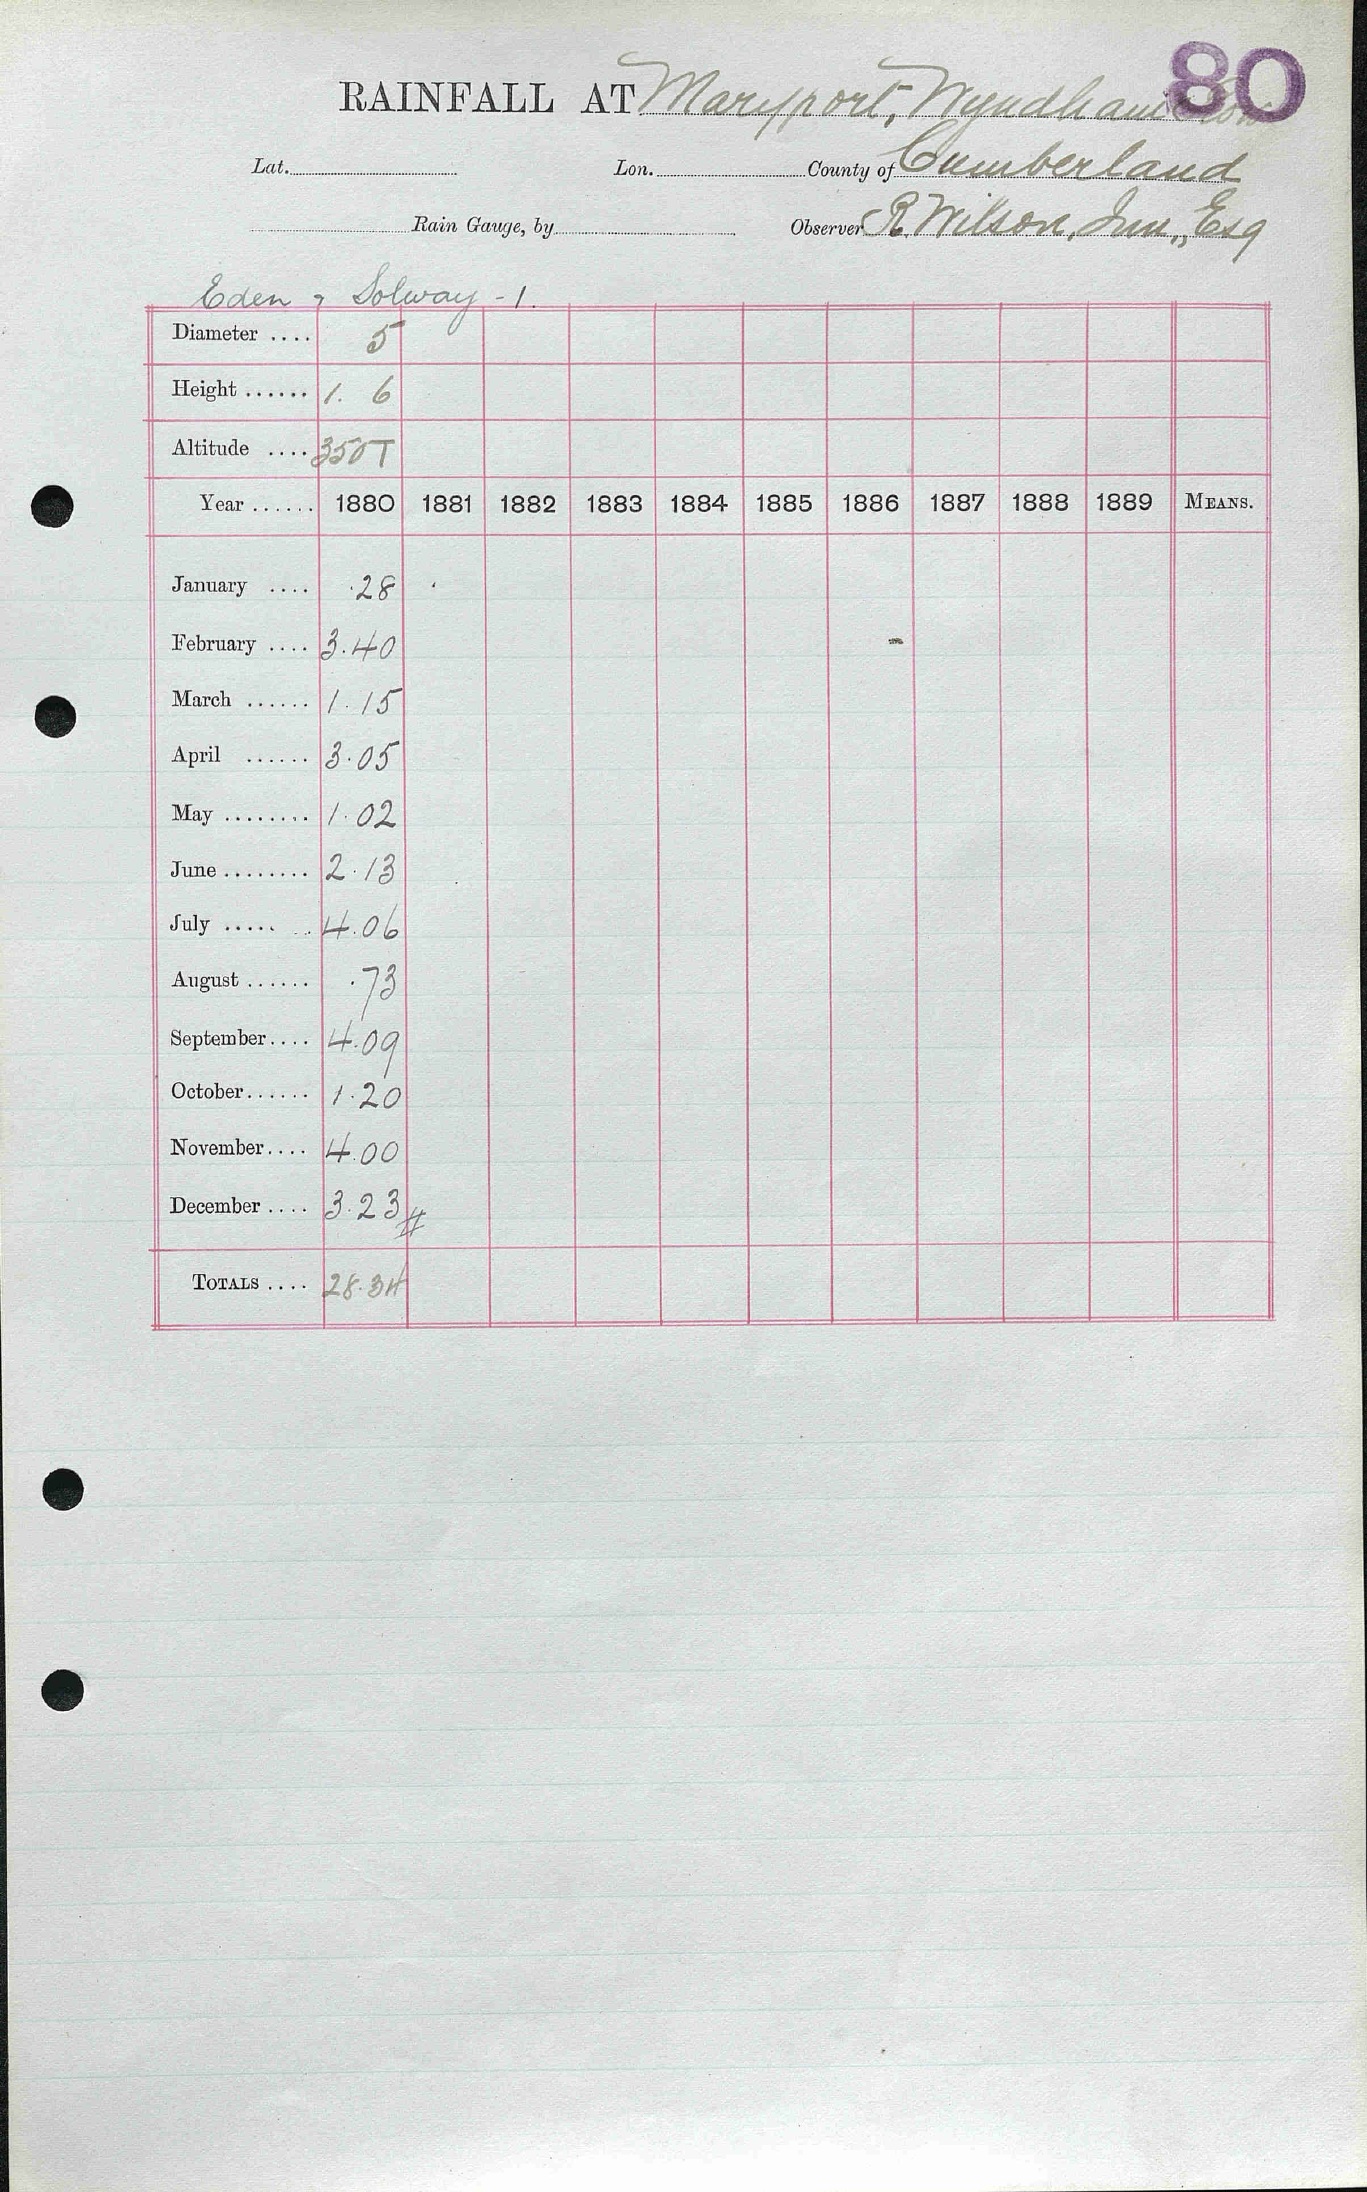 80
RAINFALL AT Maryport, Wyndham
Lat. Lon. County of Cumberland
Rain Gauge, by Observer R. Wilson, Jun., Esq
Eden & Solway - 1.
Diameter .... 5
Height ...... 1. 6
Altitude .... 350T
Year ...... 1880 1881 1882 1883 1884 1885 1886 1887 1888 1889 MEANS.
January .... .28
February .... 3.40
March ...... 1.15
April ...... 3.05
May ........ 1.02
June ........ 2.13
July ..... .. 4.06
August ...... .73
September.... 4.09
October...... 1.20
November.... 4.00
December .... 3.23 #
TOTALS .... 28.34